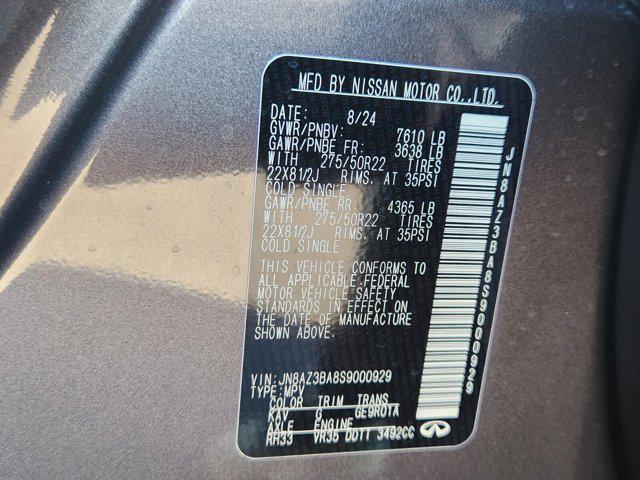 MFD BY NISSAN MOTOR CO.,LTD.
DATE: 8/24
GVWR/PNBV: 7610 LB
GAWR/PNBE FR: 3638 LB
WITH 275/50R22 TIRES
22X81/2J RIMS. AT 35PSI
COLD SINGLE.
GAWR/PNBE RR: 4365 LB
WITH 275/50R22 TIRES
22X81/2J RIMS. AT 35PSI
COLD SINGLE.
THIS VEHICLE CONFORMS TO
ALL APPLICABLE FEDERAL
MOTOR VEHICLE SAFETY
STANDARDS IN EFFECT ON
THE DATE OF MANUFACTURE
SHOWN ABOVE.
VIN: JN8AZ3BA8S9000929
TYPE: MPV
COLOR TRIM TRANS
KAV G GE9R01A
AXLE ENGINE
RH33 VR35 DDTT 3492CC
JN8AZ3BA8S9000929